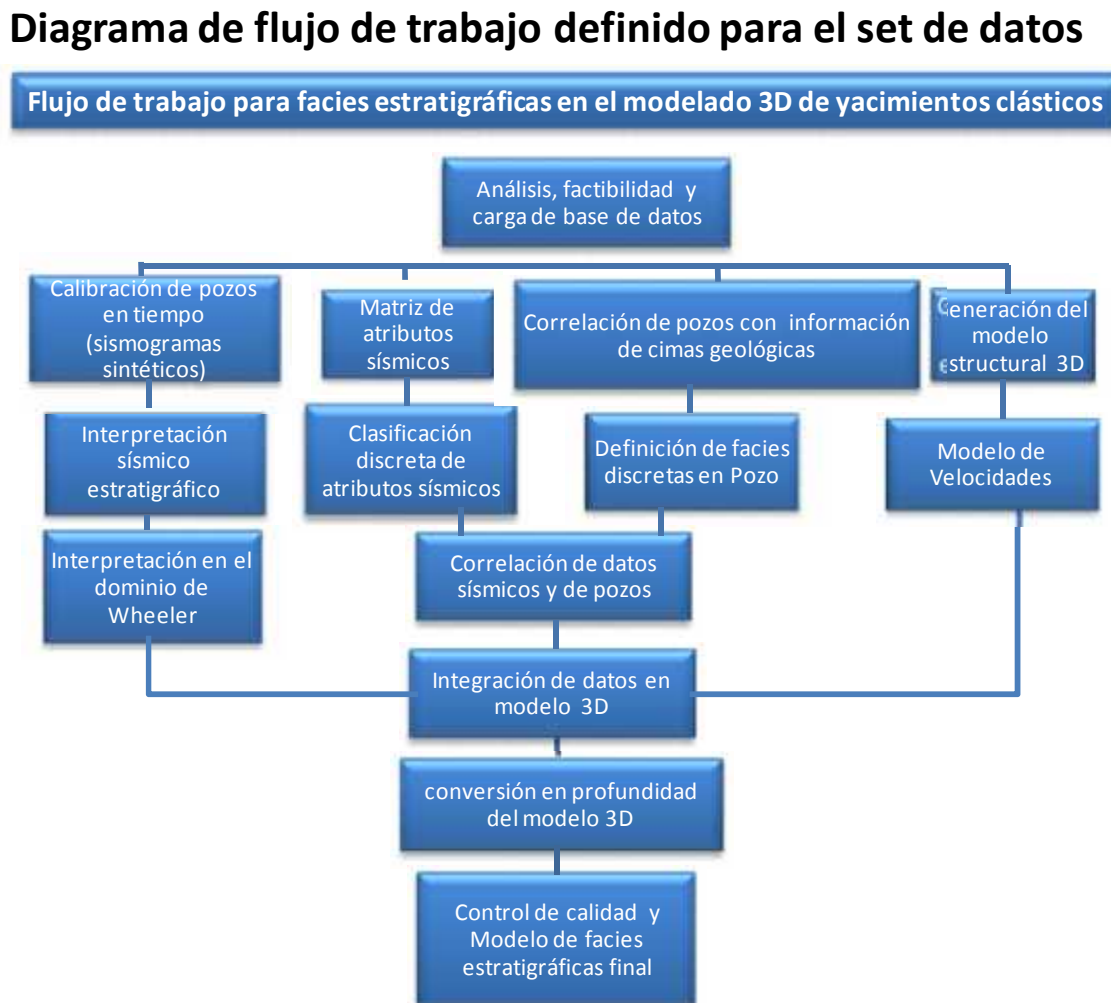 Diagrama de flujo de trabajo definido para el set de datos
Flujo de trabajo para facies estratigráficas en el modelado 3D de yacimientos clásticos
Análisis, factibilidad y
carga de base de datos
Calibración de pozos
en tiempo
(sismogramas
sintéticos)
Matriz de
atributos
sísmicos
Correlación de pozos con información
de cimas geológicas
Generación del
modelo
estructural 3D
Interpretación
sísmico
estratigráfico
Clasificación
discreta de
atributos sísmicos
Definición de facies
discretas en Pozo
Modelo de
Velocidades
Interpretación en el
dominio de
Wheeler
Correlación de datos
sísmicos y de pozos
Integración de datos en
modelo 3D
conversión en profundidad
del modelo 3D
Control de calidad y
Modelo de facies
estratigráficas final